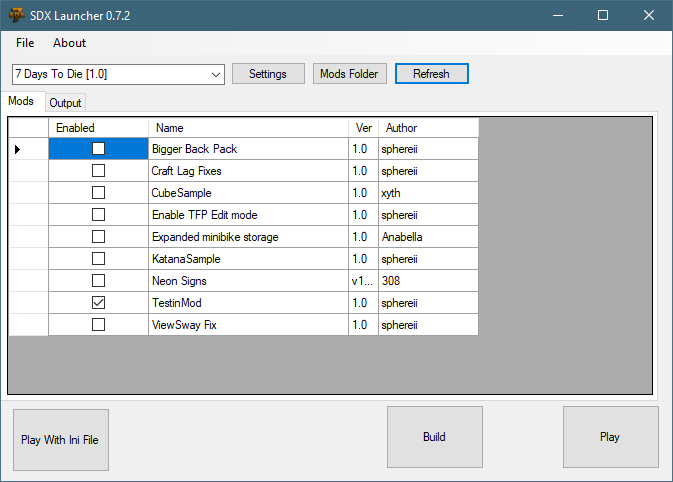 SDX Launcher 0.7.2
File About
7 Days To Die [1.0] Settings Mods Folder Refresh
Mods Output
Enabled Name Ver Author
Bigger Back Pack 1.0 sphereii
Craft Lag Fixes 1.0 sphereii
CubeSample 1.0 xyth
Enable TFP Edit mode 1.0 sphereii
Expanded minibike storage 1.0 Anabella
KatanaSample 1.0 sphereii
Neon Signs v1... 308
TestinMod 1.0 sphereii
ViewSway Fix 1.0 sphereii
Play With Ini File Build Play